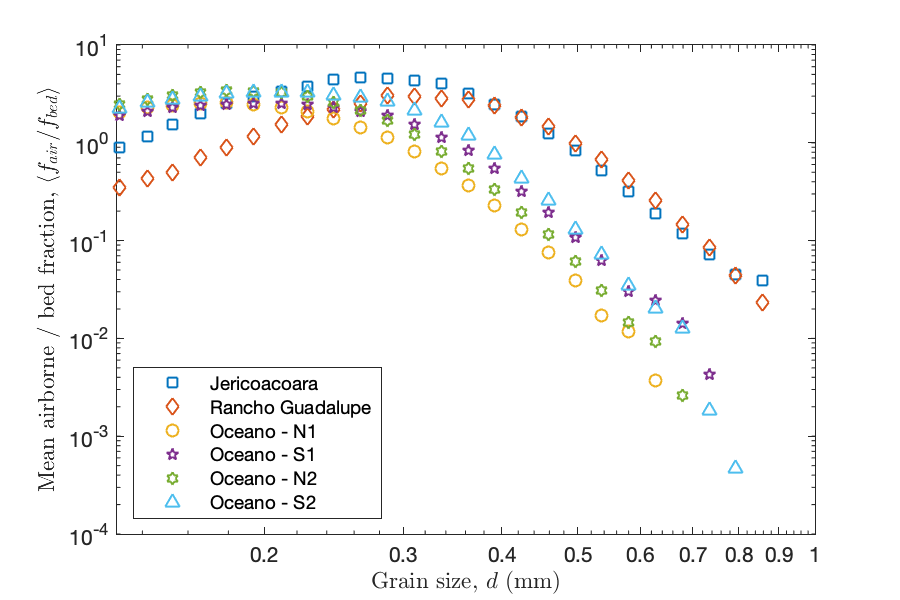 10^1
10^0
10^-1
10^-2
10^-3
10^-4
Mean airborne / bed fraction, ⟨f_air/f_bed⟩
Jericoacoara
Rancho Guadalupe
Oceano - N1
Oceano - S1
Oceano - N2
Oceano - S2
0.2 0.3 0.4 0.5 0.6 0.7 0.8 0.9 1
Grain size, d (mm)